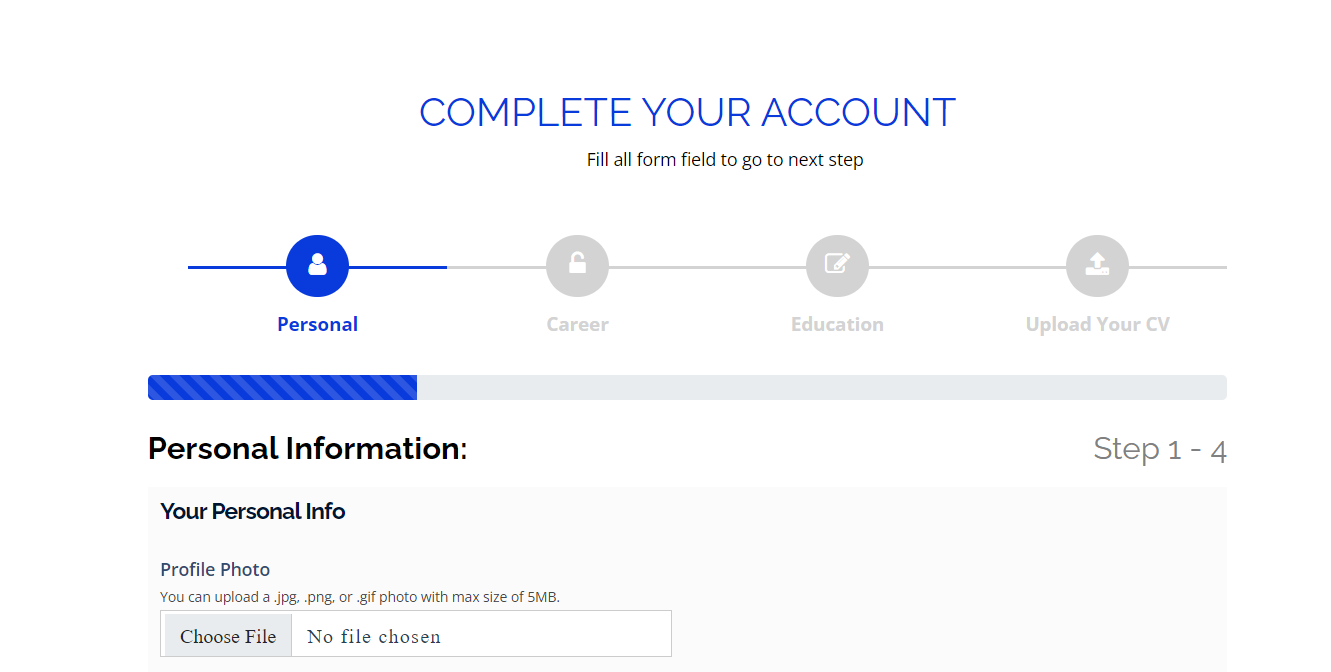 COMPLETE YOUR ACCOUNT
Fill all form field to go to next step
Personal
Career
Education
Upload Your CV
Personal Information:
Step 1 - 4
Your Personal Info
Profile Photo
You can upload a .jpg, .png, or .gif photo with max size of 5MB.
Choose File No file chosen